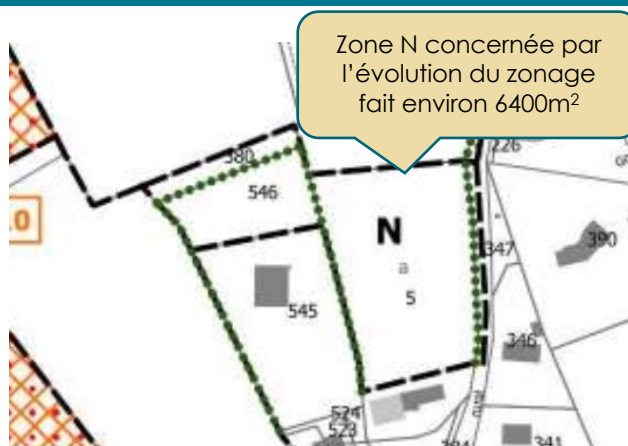 Zone N concernée par
l'évolution du zonage
fait environ 6400m²
380
226
546
N
390
.0
347
a
5
545
346
524
523
341